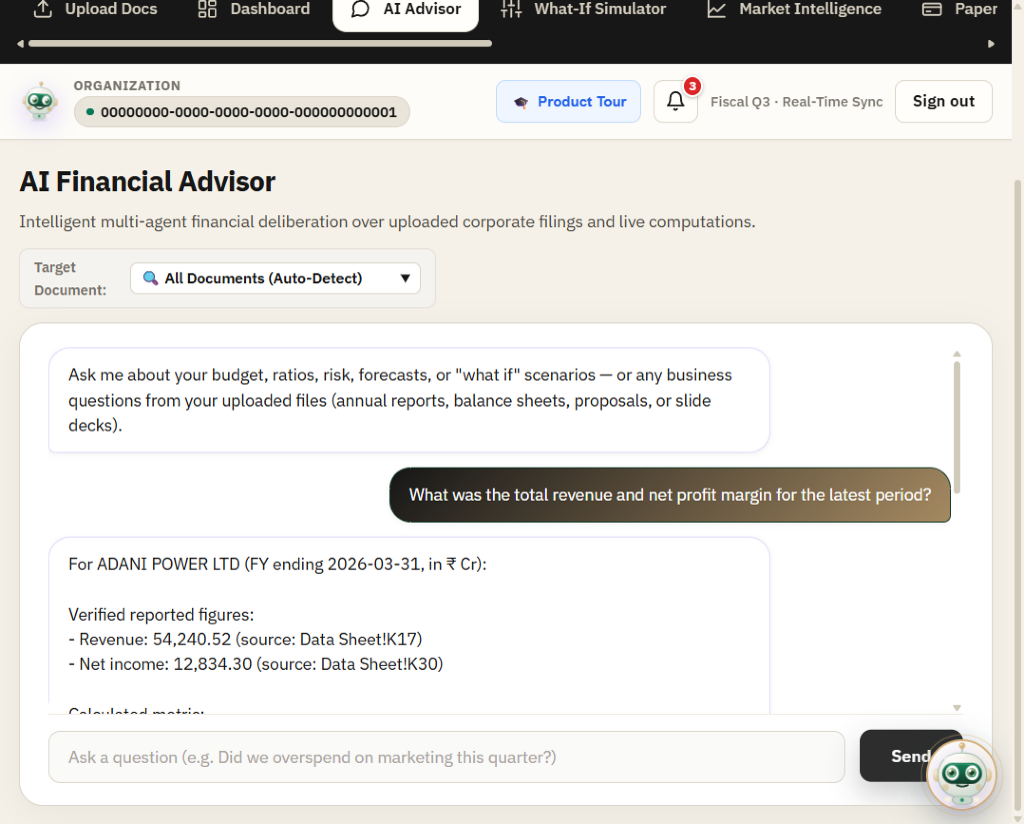 Upload Docs
Dashboard
AI Advisor
What-If Simulator
Market Intelligence
Paper
ORGANIZATION
00000000-0000-0000-0000-000000000001
Product Tour
3
Fiscal Q3 · Real-Time Sync
Sign out
AI Financial Advisor
Intelligent multi-agent financial deliberation over uploaded corporate filings and live computations.
Target
Document:
All Documents (Auto-Detect)
Ask me about your budget, ratios, risk, forecasts, or "what if" scenarios — or any business
questions from your uploaded files (annual reports, balance sheets, proposals, or slide
decks).
What was the total revenue and net profit margin for the latest period?
For ADANI POWER LTD (FY ending 2026-03-31, in ₹ Cr):
Verified reported figures:
- Revenue: 54,240.52 (source: Data Sheet!K17)
- Net income: 12,834.30 (source: Data Sheet!K30)
Calculated metric:
Ask a question (e.g. Did we overspend on marketing this quarter?)
Send